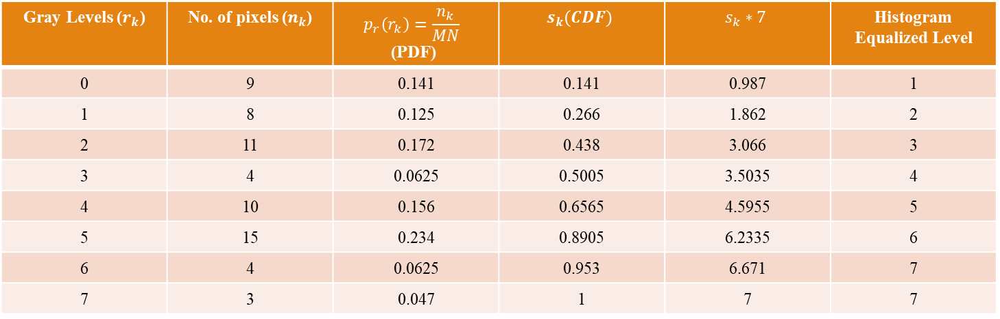 Gray Levels (r_k) No. of pixels (n_k) p_r(r_k) = n_k/MN (PDF) s_k(CDF) s_k * 7 Histogram Equalized Level
0 9 0.141 0.141 0.987 1
1 8 0.125 0.266 1.862 2
2 11 0.172 0.438 3.066 3
3 4 0.0625 0.5005 3.5035 4
4 10 0.156 0.6565 4.5955 5
5 15 0.234 0.8905 6.2335 6
6 4 0.0625 0.953 6.671 7
7 3 0.047 1 7 7